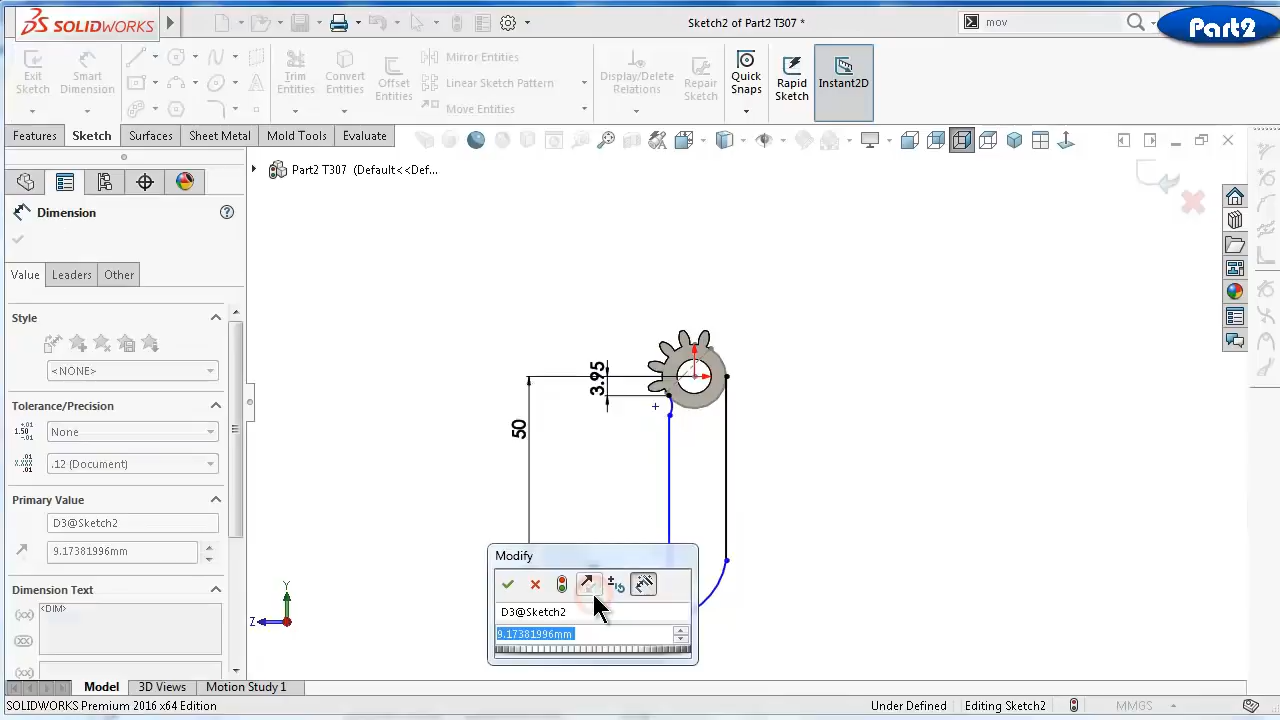 SOLIDWORKS
Sketch2 of Part2 T307 *
mov
Part2
Exit Sketch
Smart Dimension
Trim Entities
Convert Entities
Offset Entities
Mirror Entities
Linear Sketch Pattern
Move Entities
Display/Delete Relations
Repair Sketch
Quick Snaps
Rapid Sketch
Instant2D
Features
Sketch
Surfaces
Sheet Metal
Mold Tools
Evaluate
Part2 T307 (Default<<Def...
Dimension
Value
Leaders
Other
Style
<NONE>
Tolerance/Precision
None
.12 (Document)
Primary Value
D3@Sketch2
9.17381996mm
Dimension Text
<DIM>
3.95
50
Y
Z
Modify
D3@Sketch2
9.17381996mm
Model
3D Views
Motion Study 1
SOLIDWORKS Premium 2016 x64 Edition
Under Defined
Editing Sketch2
MMGS